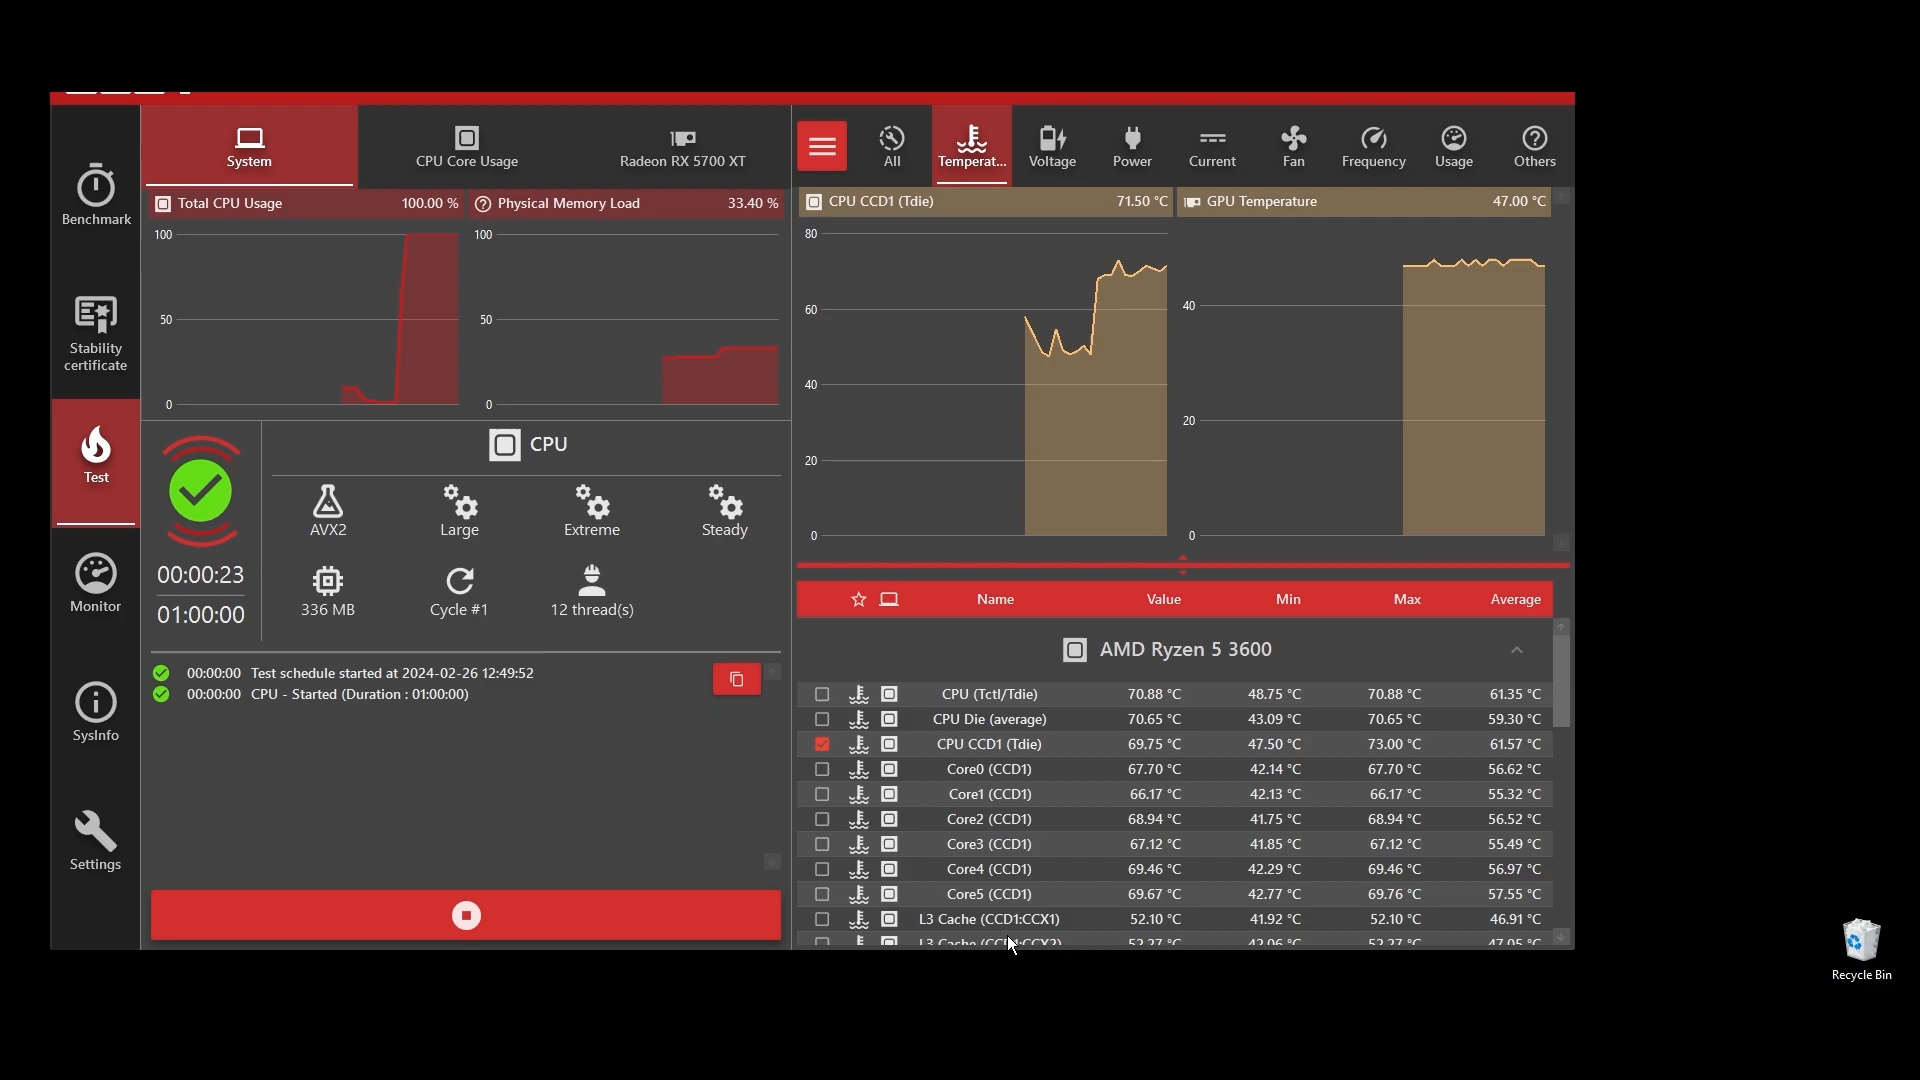 System
CPU Core Usage
Radeon RX 5700 XT
All
Temperat...
Voltage
Power
Current
Fan
Frequency
Usage
Others
Benchmark
Stability
certificate
Test
Monitor
SysInfo
Settings
Total CPU Usage 100.00 %
100
50
0
Physical Memory Load 33.40 %
100
50
0
CPU CCD1 (Tdie) 71.50 °C
80
60
40
20
0
GPU Temperature 47.00 °C
40
20
0
00:00:23
01:00:00
CPU
AVX2 Large Extreme Steady
336 MB Cycle #1 12 thread(s)
00:00:00 Test schedule started at 2024-02-26 12:49:52
00:00:00 CPU - Started (Duration : 01:00:00)
Name Value Min Max Average
AMD Ryzen 5 3600
CPU (Tctl/Tdie) 70.88 °C 48.75 °C 70.88 °C 61.35 °C
CPU Die (average) 70.65 °C 43.09 °C 70.65 °C 59.30 °C
CPU CCD1 (Tdie) 69.75 °C 47.50 °C 73.00 °C 61.57 °C
Core0 (CCD1) 67.70 °C 42.14 °C 67.70 °C 56.62 °C
Core1 (CCD1) 66.17 °C 42.13 °C 66.17 °C 55.32 °C
Core2 (CCD1) 68.94 °C 41.75 °C 68.94 °C 56.52 °C
Core3 (CCD1) 67.12 °C 41.85 °C 67.12 °C 55.49 °C
Core4 (CCD1) 69.46 °C 42.29 °C 69.46 °C 56.97 °C
Core5 (CCD1) 69.67 °C 42.77 °C 69.76 °C 57.55 °C
L3 Cache (CCD1:CCX1) 52.10 °C 41.92 °C 52.10 °C 46.91 °C
L3 Cache 52.27 °C 42.06 °C 52.27 °C 47.05 °C
Recycle Bin